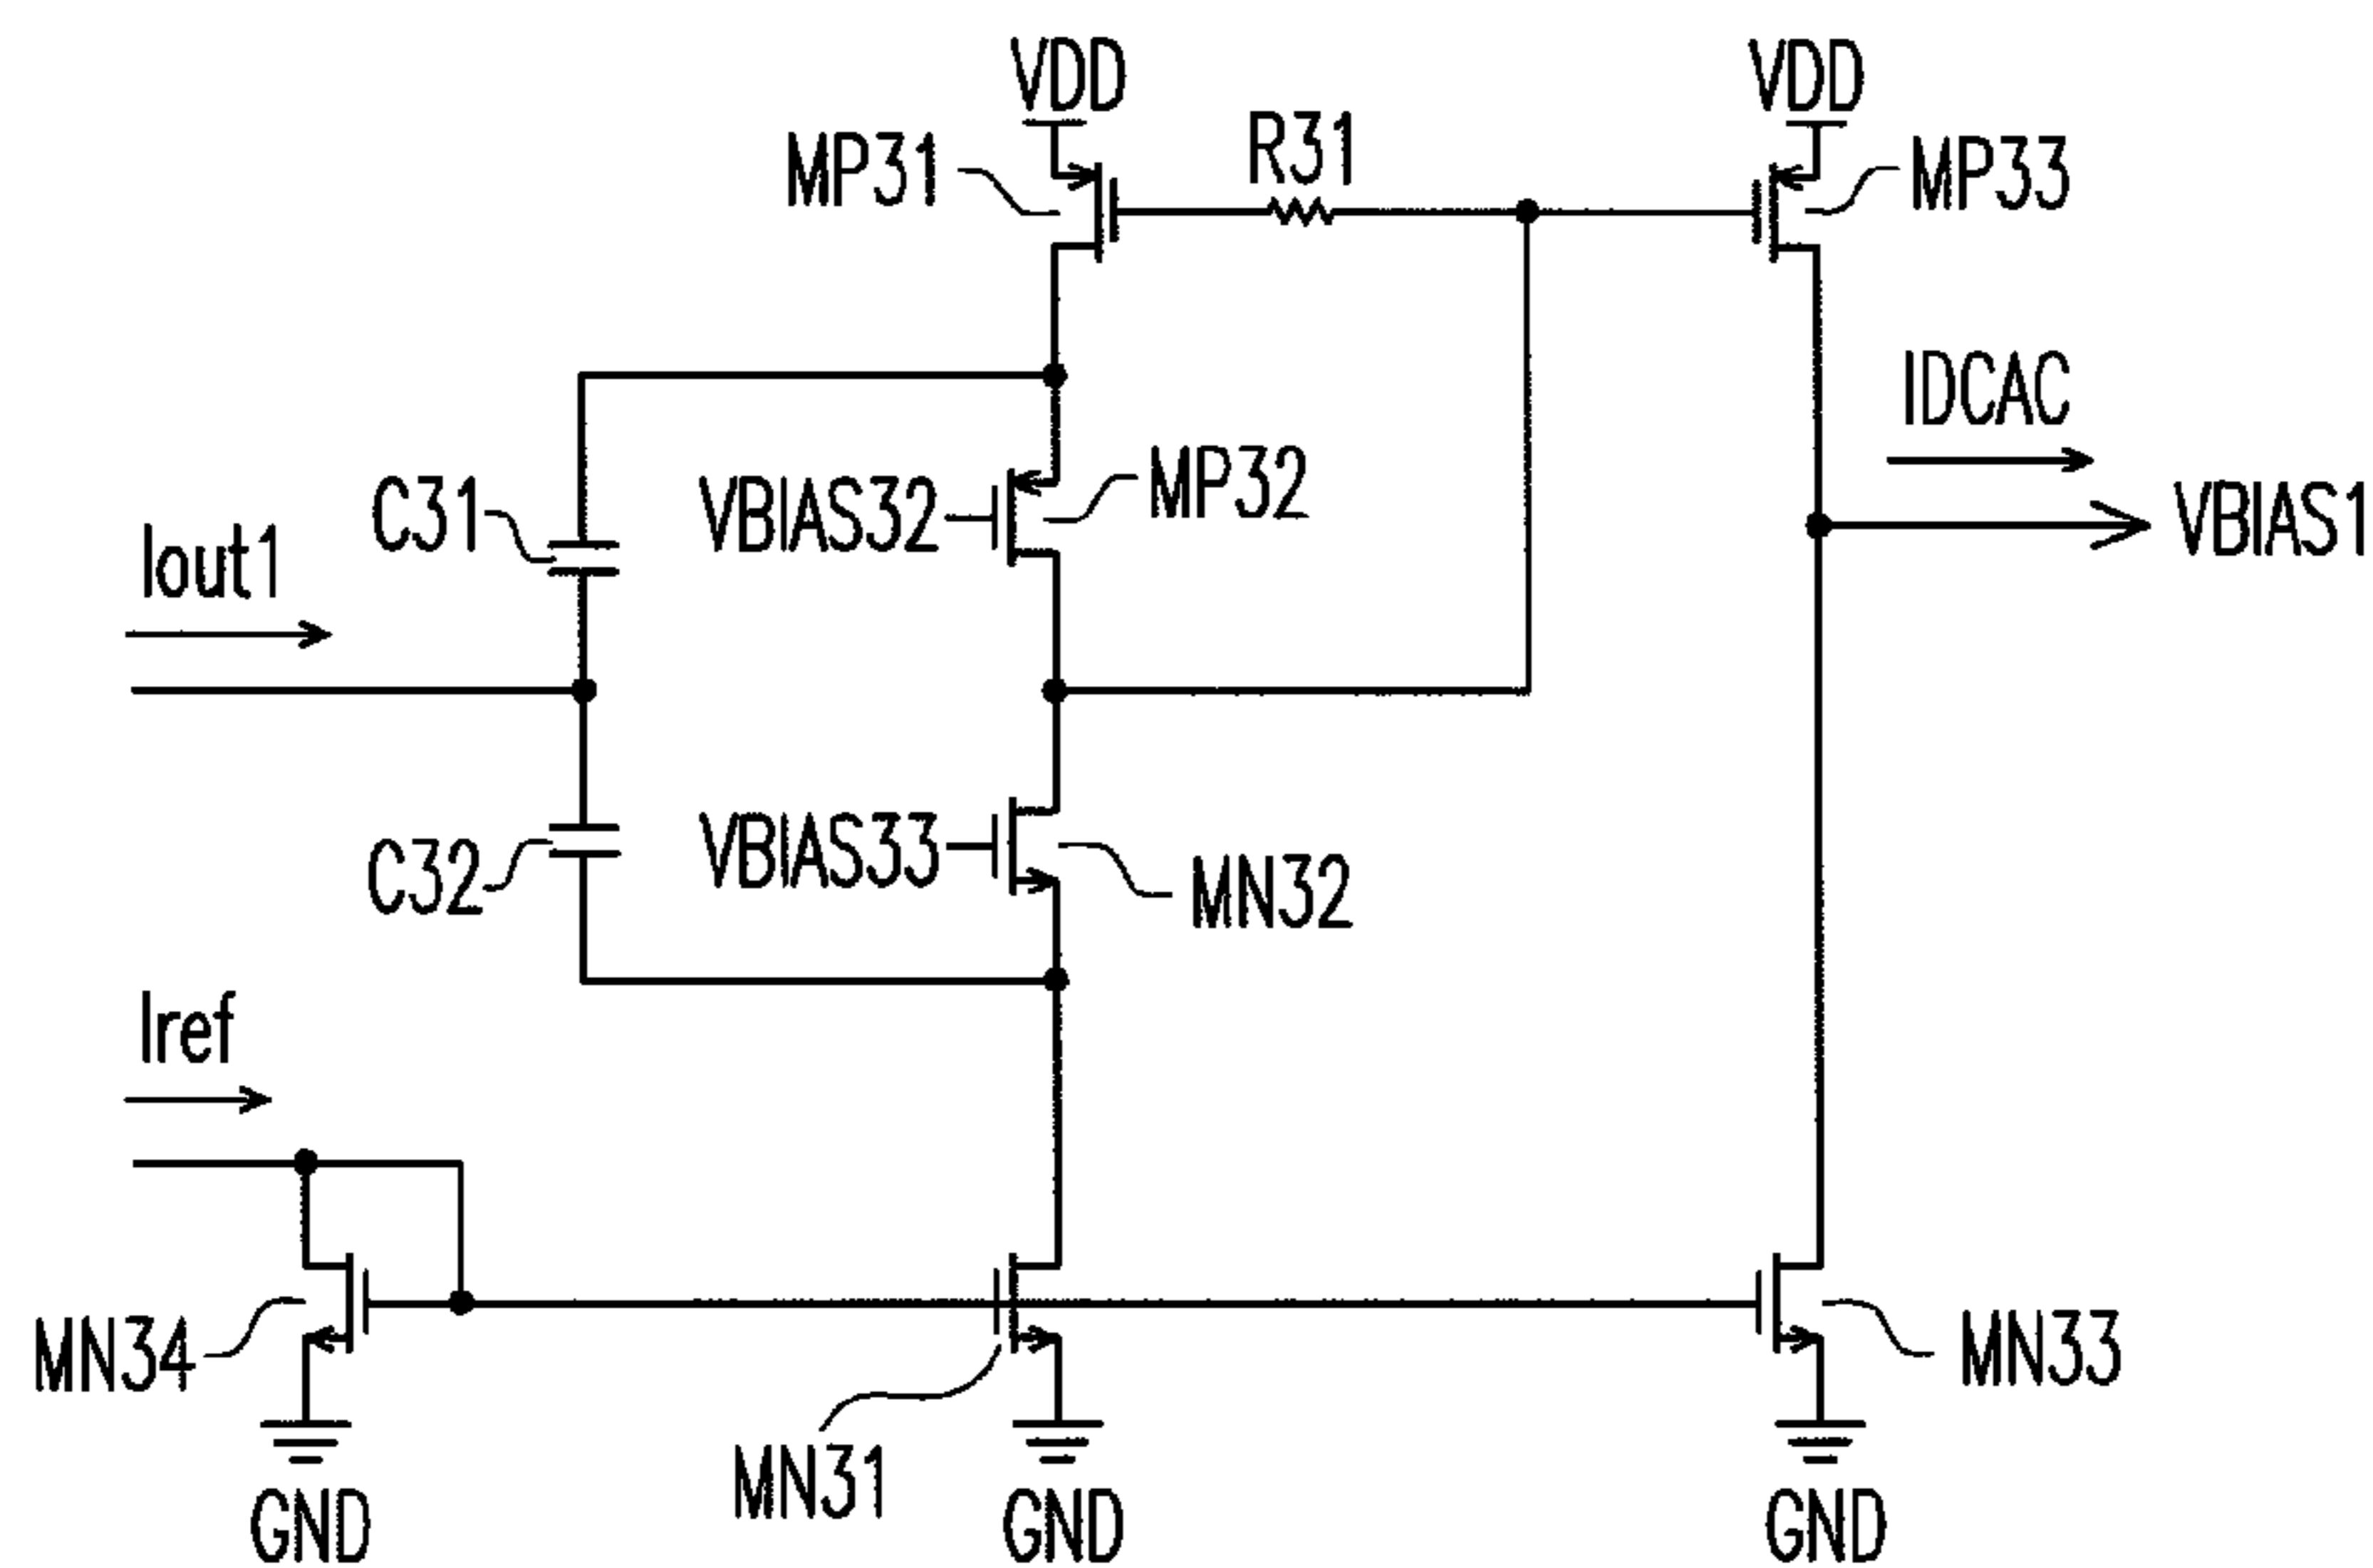 VDD
VDD
MP31
R31
MP33
IDCAC
C31
VBIAS32
MP32
VBIAS1
Iout1
C32
VBIAS33
MN32
Iref
MN34
MN31
MN33
GND
GND
GND